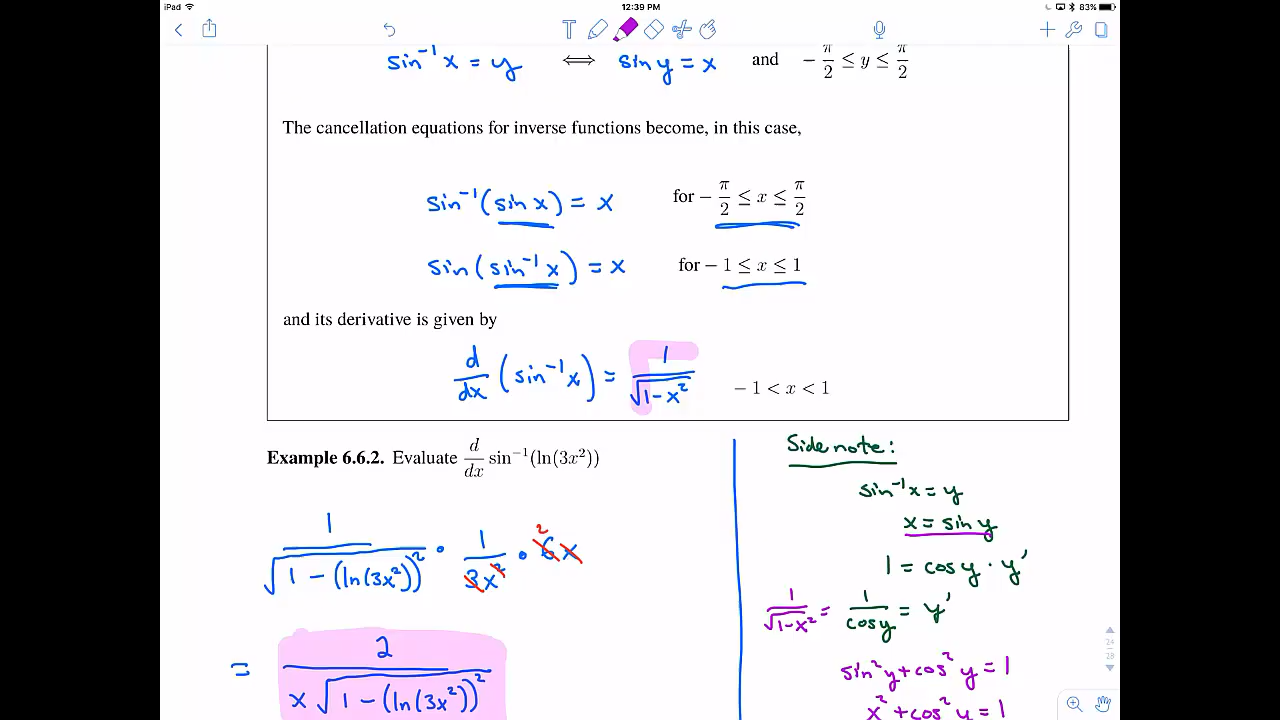 iPad 12:39 PM 83%
T
sin⁻¹ x = y ⟺ sin y = x and −π/2 ≤ y ≤ π/2
The cancellation equations for inverse functions become, in this case,
sin⁻¹(sin x) = x for −π/2 ≤ x ≤ π/2
sin(sin⁻¹ x) = x for −1 ≤ x ≤ 1
and its derivative is given by
d/dx (sin⁻¹ x) = 1/√(1−x²) −1 < x < 1
Example 6.6.2. Evaluate d/dx sin⁻¹(ln(3x²))
1/√(1−(ln(3x²))²) • 1/3x² • 6x 2
= 2/(x√(1−(ln(3x²))²))
Side note:
sin⁻¹x = y
x = sin y
1 = cos y · y'
1/√(1−x²) = 1/cos y = y'
sin²y + cos²y = 1
x² + cos²y = 1
24
28